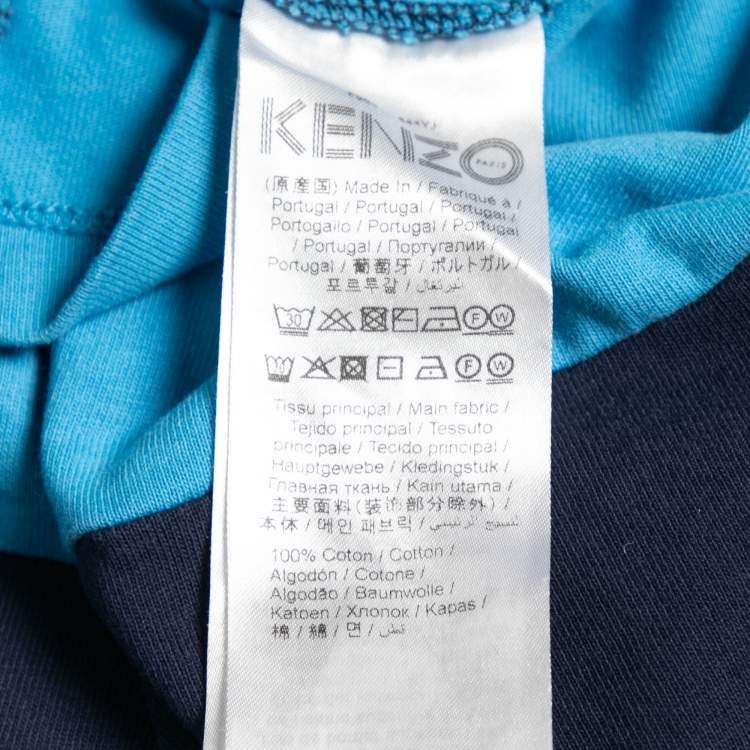 KENZO
PARIS
(原産国) Made In / Fabriqué à /
Portugal / Portugal / Portugal /
Portogallo / Portugal / Portugal
/ Portugal / Португалии /
Portugal / 葡萄牙 / ポルトガル /
포르투갈 / البرتغال
30 F W
30 F W
Tissu principal / Main fabric /
Tejido principal / Tessuto
principale / Tecido principal /
Hauptgewebe / Kledingstuk /
Главная ткань / Kain utama /
主要面料(装饰部分除外) /
本体 / 메인 패브릭 / نسيج الرئيسي
100% Coton / Cotton /
Algodón / Cotone /
Algodão / Baumwolle /
Katoen / Хлопок / Kapas /
棉 / 綿 / 면 / قطن